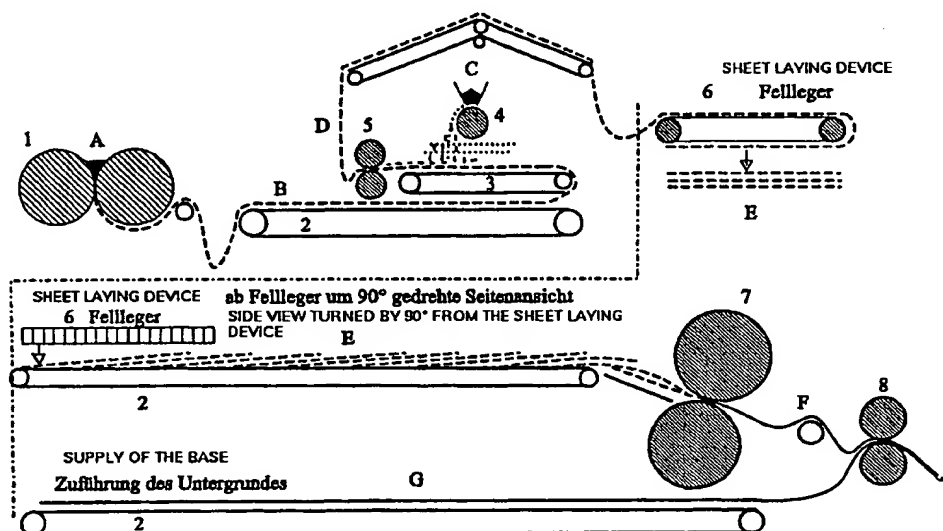 C
SHEET LAYING DEVICE
6 Fellleger
4
D
5
1
A
3
B
2
E
SHEET LAYING DEVICE
6 Fellleger
ab Fellleger um 90° gedrehte Seitenansicht
SIDE VIEW TURNED BY 90° FROM THE SHEET LAYING
DEVICE
E
7
2
8
F
SUPPLY OF THE BASE
Zuführung des Untergrundes
G
2